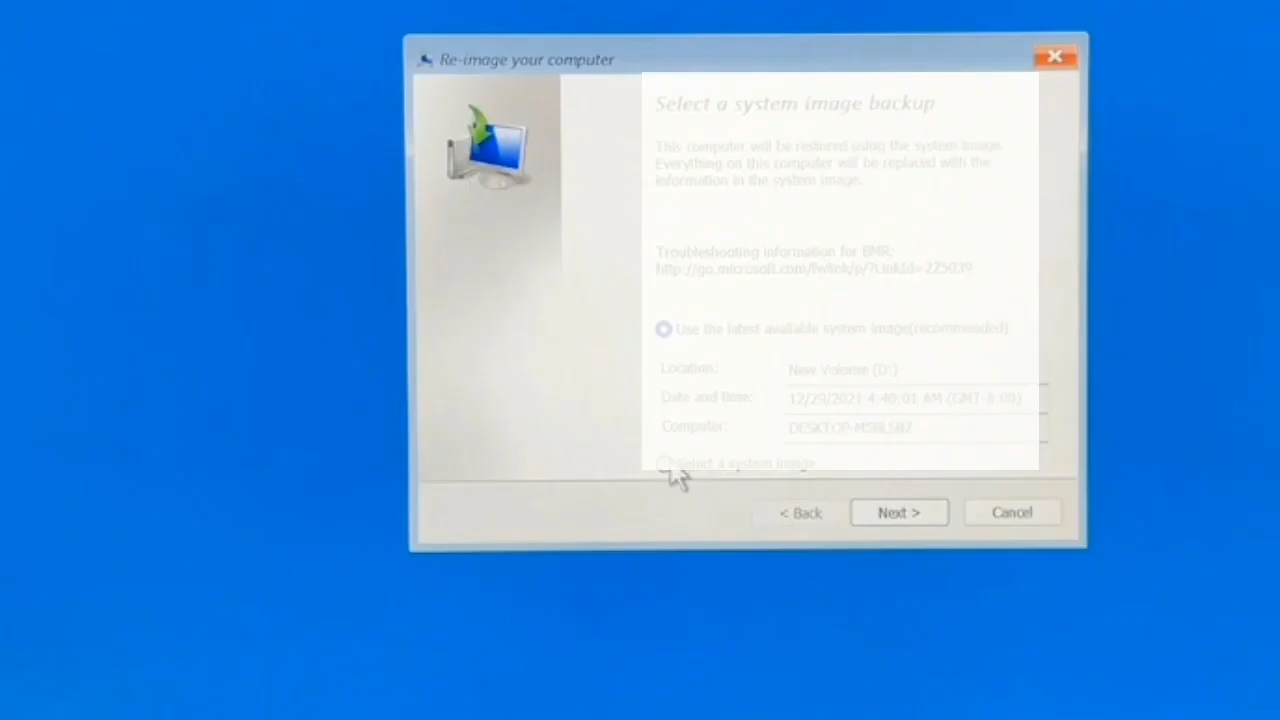 Re-image your computer
Select a system image backup
This computer will be restored using the system image.
Everything on this computer will be replaced with the
information in the system image.
Troubleshooting information for BMR:
http://go.microsoft.com/fwlink/p/?LinkId=225039
Use the latest available system image(recommended)
Location: New Volume (D:)
Date and time: 12/29/2021 4:40:01 AM (GMT-8:00)
Computer:
Select a system image
< Back Next > Cancel